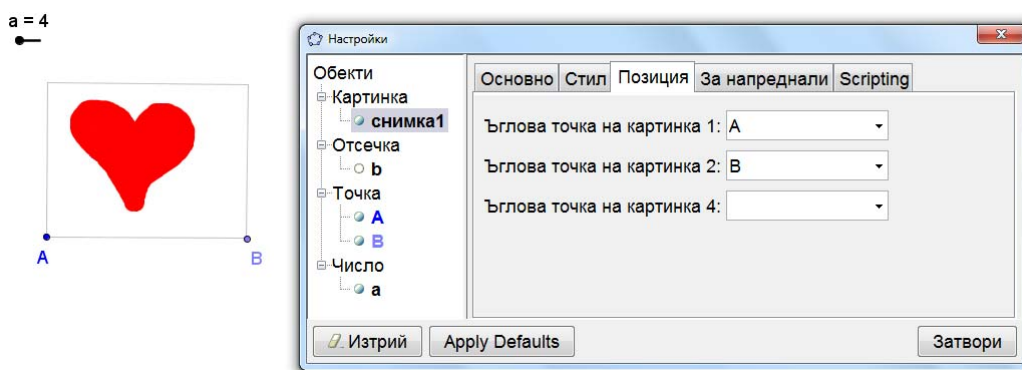 a = 4
A
B
Настройки
x
Обекти
Картинка
снимка1
Отсечка
b
Точка
A
B
Число
a
Основно Стил Позиция За напреднали Scripting
Ъглова точка на картинка 1: A
Ъглова точка на картинка 2: B
Ъглова точка на картинка 4:
Изтрий Apply Defaults Затвори